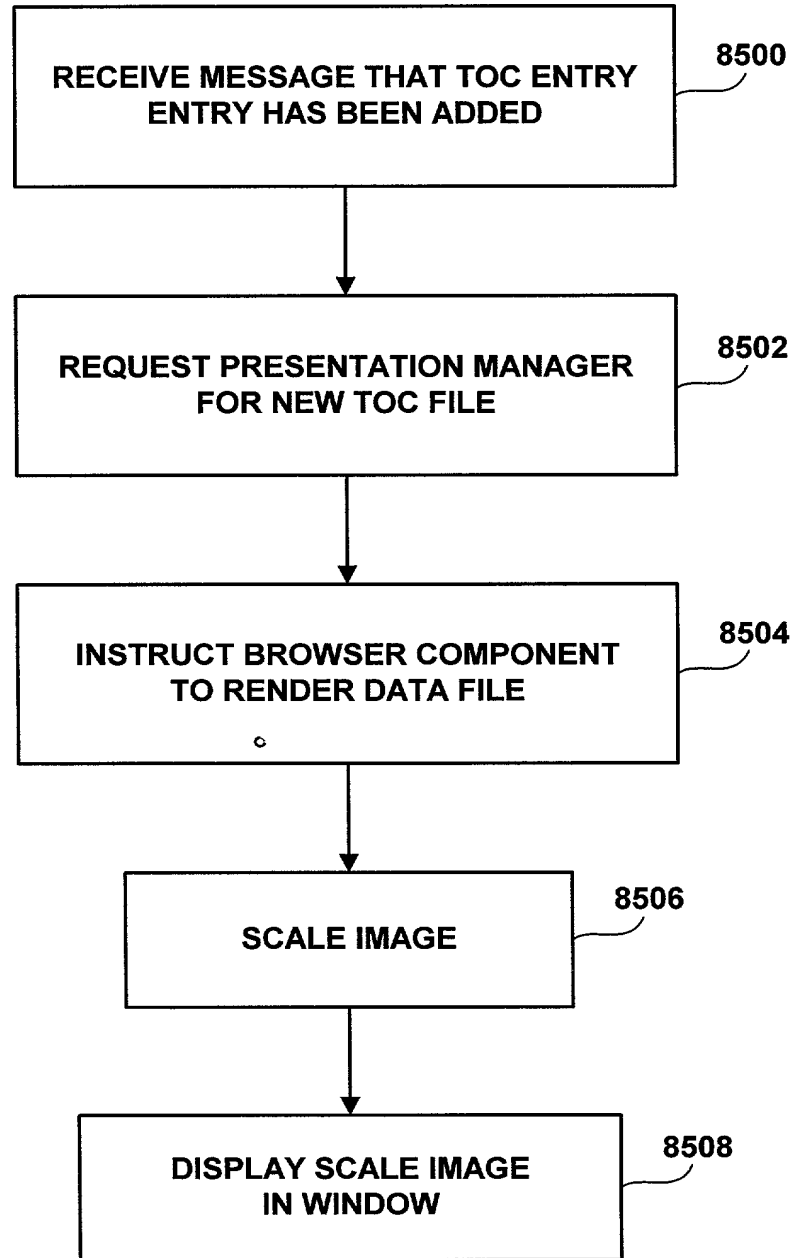 RECEIVE MESSAGE THAT TOC ENTRY
ENTRY HAS BEEN ADDED
8500
REQUEST PRESENTATION MANAGER
FOR NEW TOC FILE
8502
INSTRUCT BROWSER COMPONENT
TO RENDER DATA FILE
8504
SCALE IMAGE
8506
DISPLAY SCALE IMAGE
IN WINDOW
8508